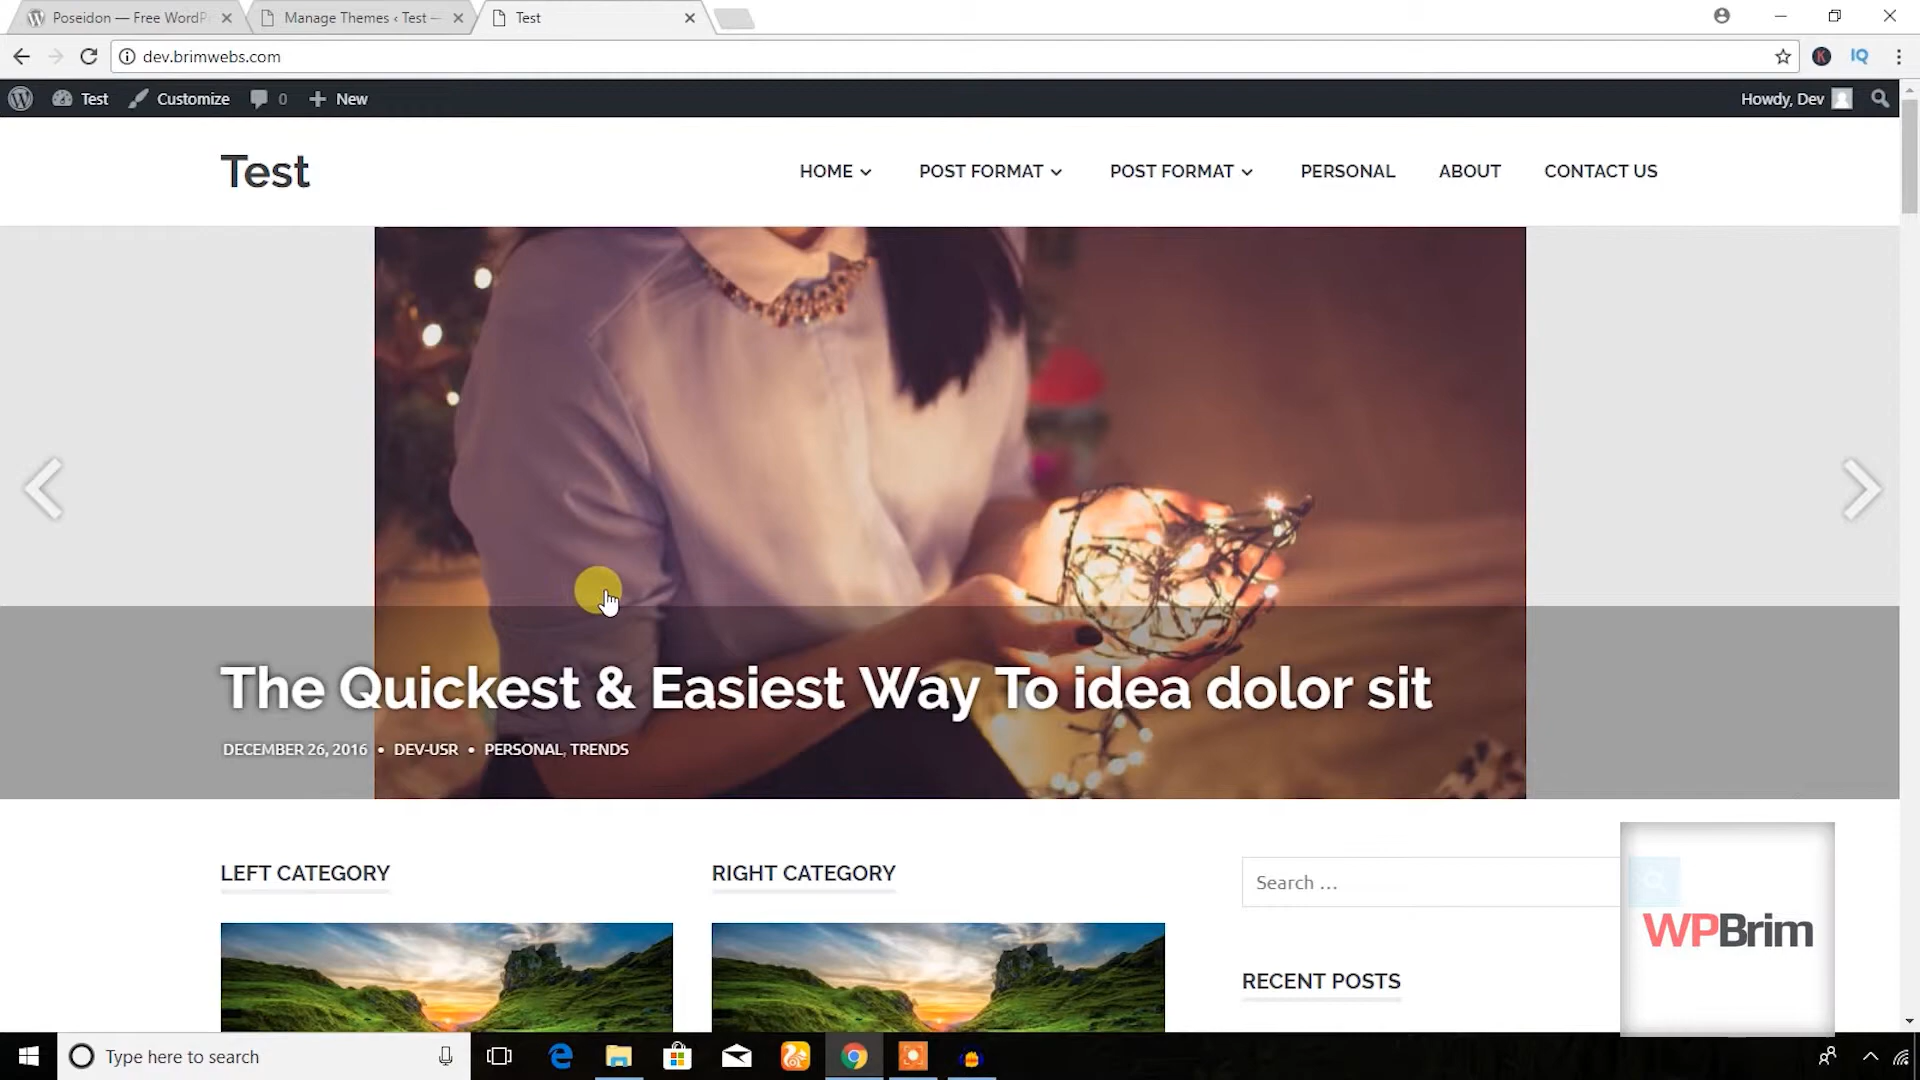 Poseidon — Free WordP
Manage Themes ‹ Test —
Test
dev.brimwebs.com
K
IQ
Test
Customize
0
New
Howdy, Dev
Test
HOME
POST FORMAT
POST FORMAT
PERSONAL
ABOUT
CONTACT US
The Quickest & Easiest Way To idea dolor sit
DECEMBER 26, 2016 • DEV-USR • PERSONAL, TRENDS
LEFT CATEGORY
RIGHT CATEGORY
Search …
WPBrim
RECENT POSTS
Type here to search